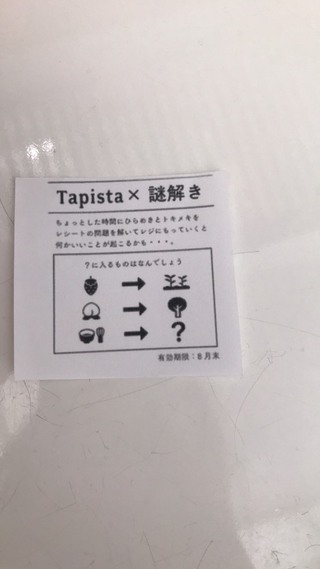 Tapista× 謎解き
ちょっとした時間にひらめきとトキメキを
レシートの問題を解いてレジにもっていくと
何かいいことが起こるかも・・・。
?に入るものはなんでしょう
?
有効期限:8月末